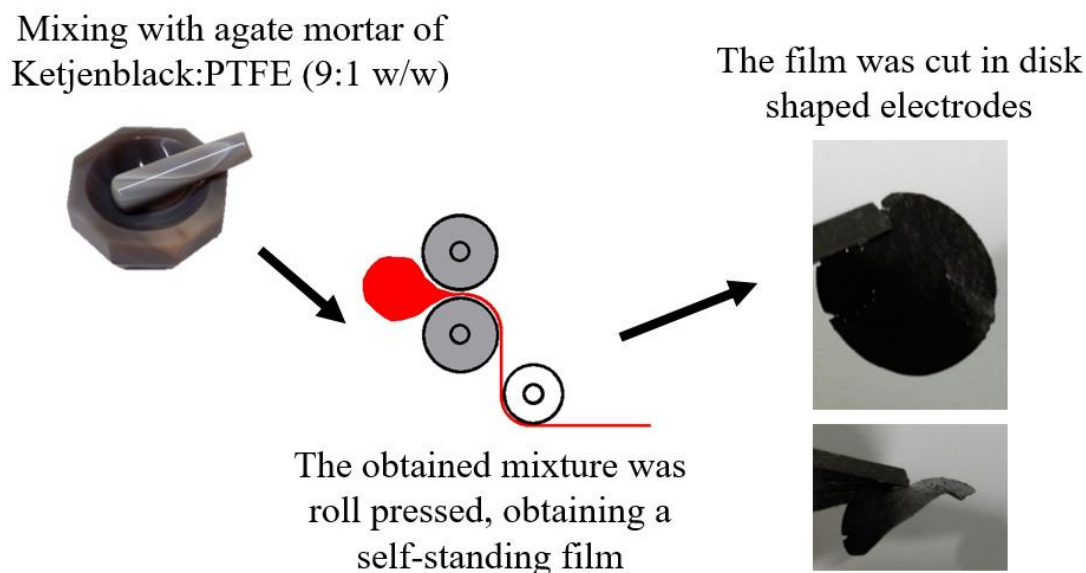 Mixing with agate mortar of
Ketjenblack:PTFE (9:1 w/w)
The film was cut in disk
shaped electrodes
The obtained mixture was
roll pressed, obtaining a
self-standing film